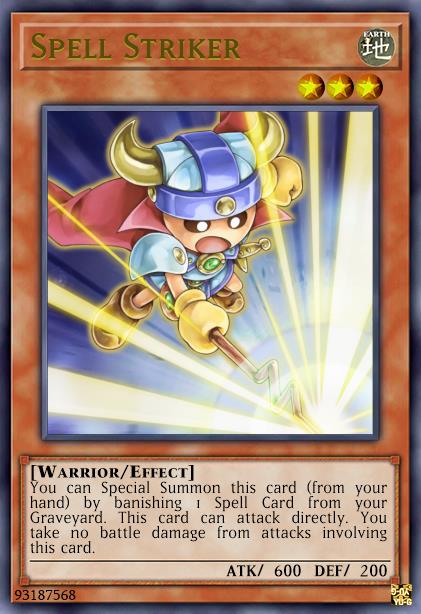 Spell Striker
EARTH
地
[Warrior/Effect]
You can Special Summon this card (from your
hand) by banishing 1 Spell Card from your
Graveyard. This card can attack directly. You
take no battle damage from attacks involving
this card.
ATK/ 600 DEF/ 200
93187568